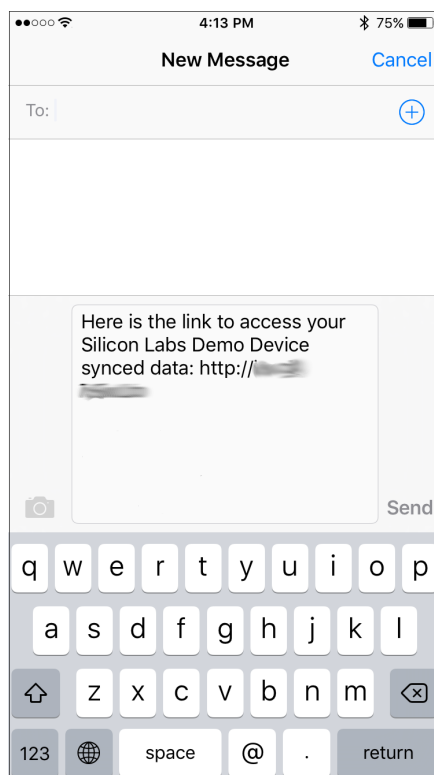 4:13 PM 75%
New Message Cancel
To:
Here is the link to access your
Silicon Labs Demo Device
synced data: http://
Send
q w e r t y u i o p
a s d f g h j k l
z x c v b n m
123 space @ . return